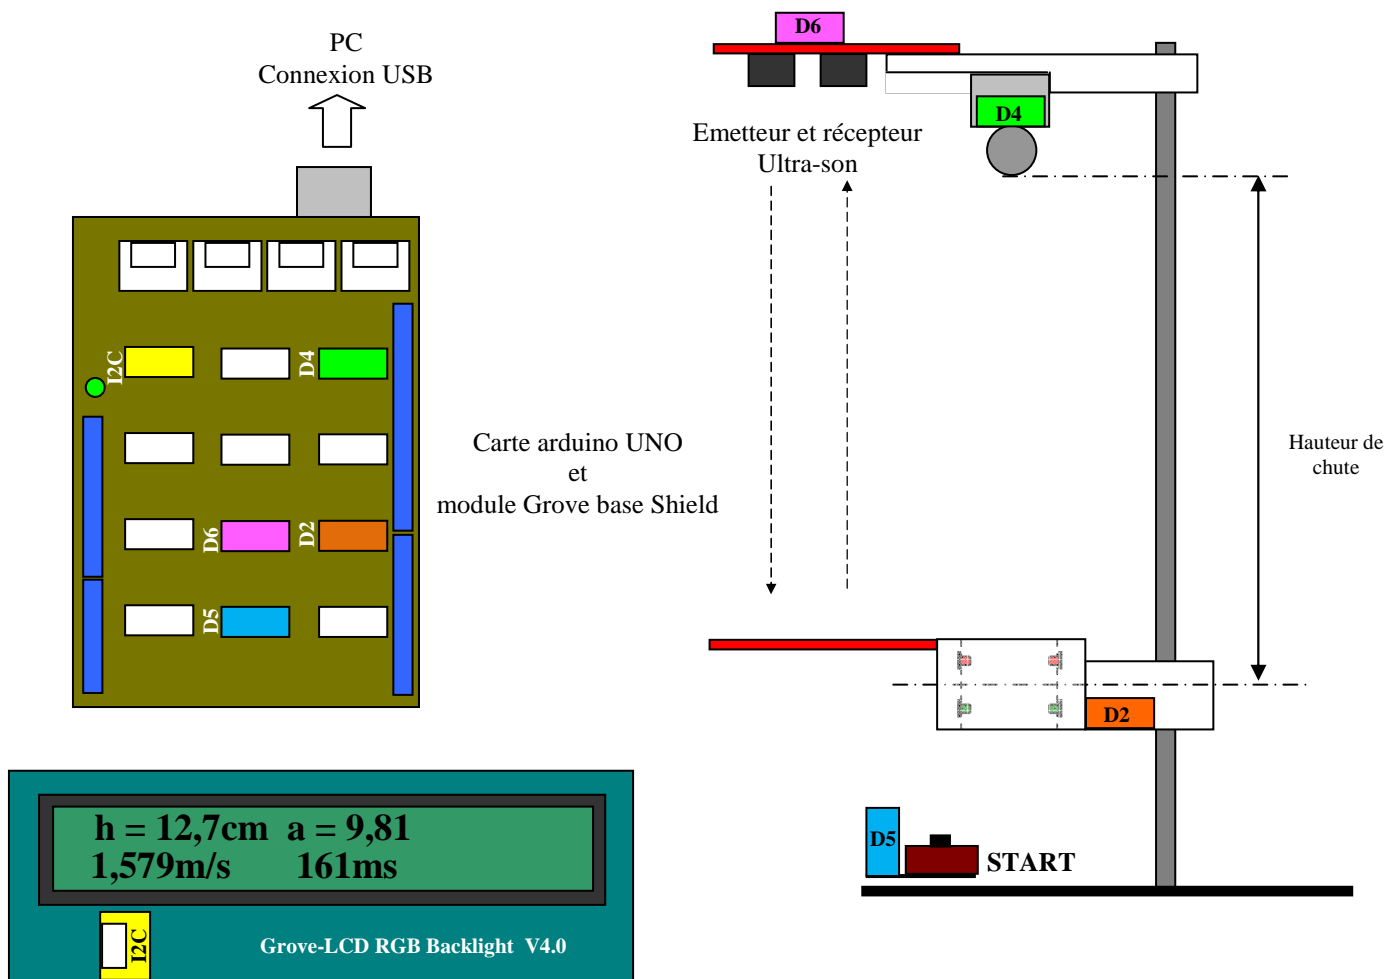 PC
Connexion USB
I2C
D4
D6
D2
D5
Carte arduino UNO
et
module Grove base Shield
h = 12,7cm a = 9,81
1,579m/s 161ms
I2C
Grove-LCD RGB Backlight V4.0
D6
D4
Emetteur et récepteur
Ultra-son
Hauteur de
chute
D2
D5
START